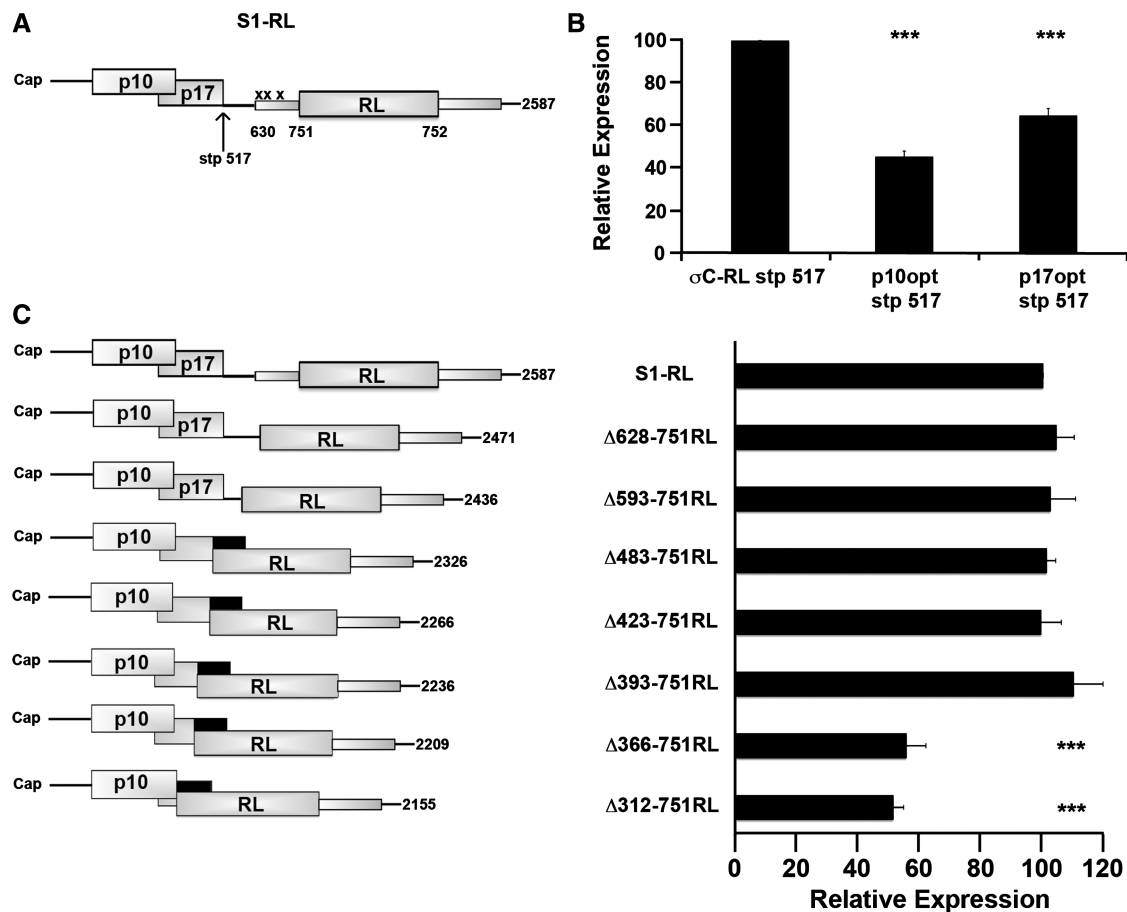 A
S1-RL
Cap
p10
p17
xx x
RL
2587
630
751
752
stp 517
B
Relative Expression
100
80
60
40
20
0
***
***
σC-RL stp 517
p10opt
stp 517
p17opt
stp 517
C
Cap
p10
p17
RL
2587
S1-RL
Cap
p10
p17
RL
2471
Δ628-751RL
Cap
p10
p17
RL
2436
Δ593-751RL
Cap
p10
RL
2326
Δ483-751RL
Cap
p10
RL
2266
Δ423-751RL
Cap
p10
RL
2236
Δ393-751RL
Cap
p10
RL
2209
Δ366-751RL
***
Cap
p10
RL
2155
Δ312-751RL
***
0 20 40 60 80 100 120
Relative Expression